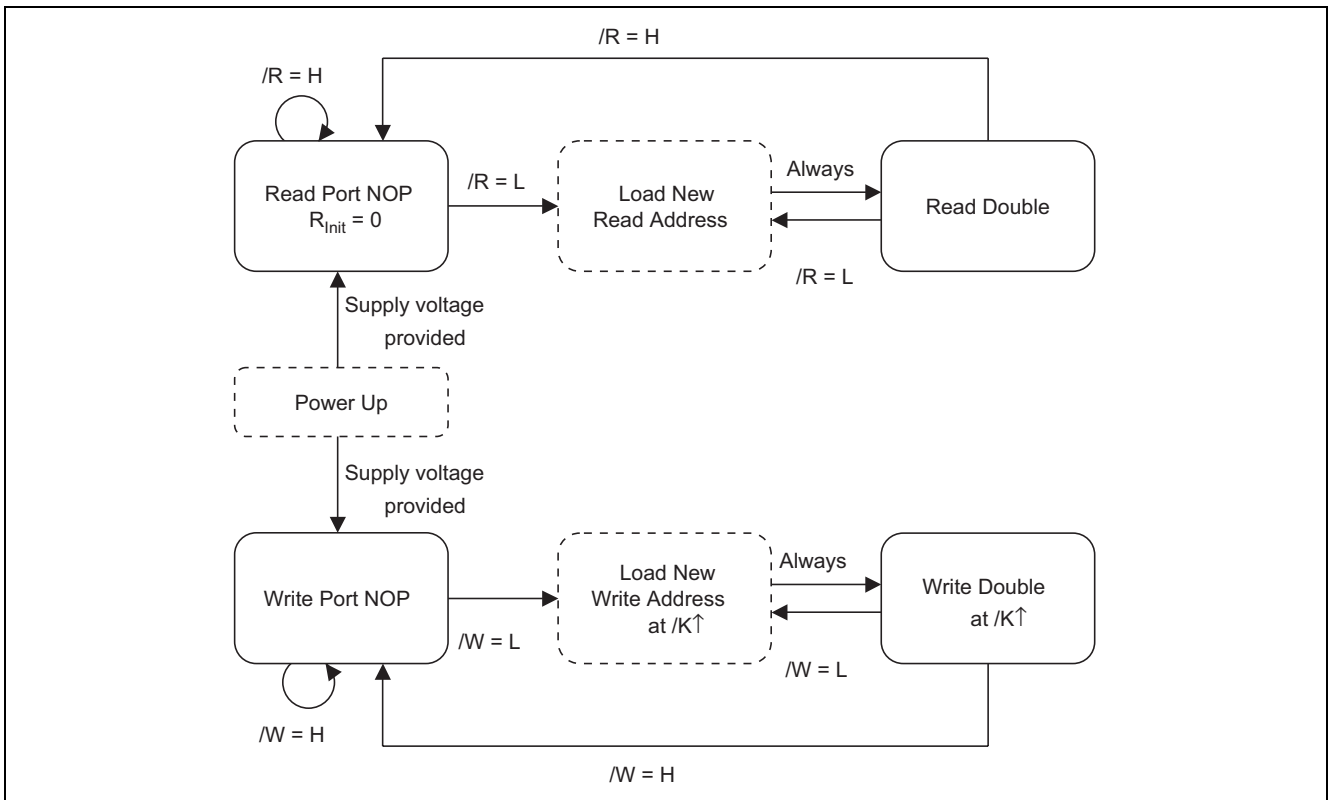 /R = H
/R = H
Read Port NOP
R_Init = 0
/R = L
Load New
Read Address
Always
/R = L
Read Double
Supply voltage
provided
Power Up
Supply voltage
provided
Write Port NOP
/W = L
Load New
Write Address
at /K↑
Always
/W = L
Write Double
at /K↑
/W = H
/W = H